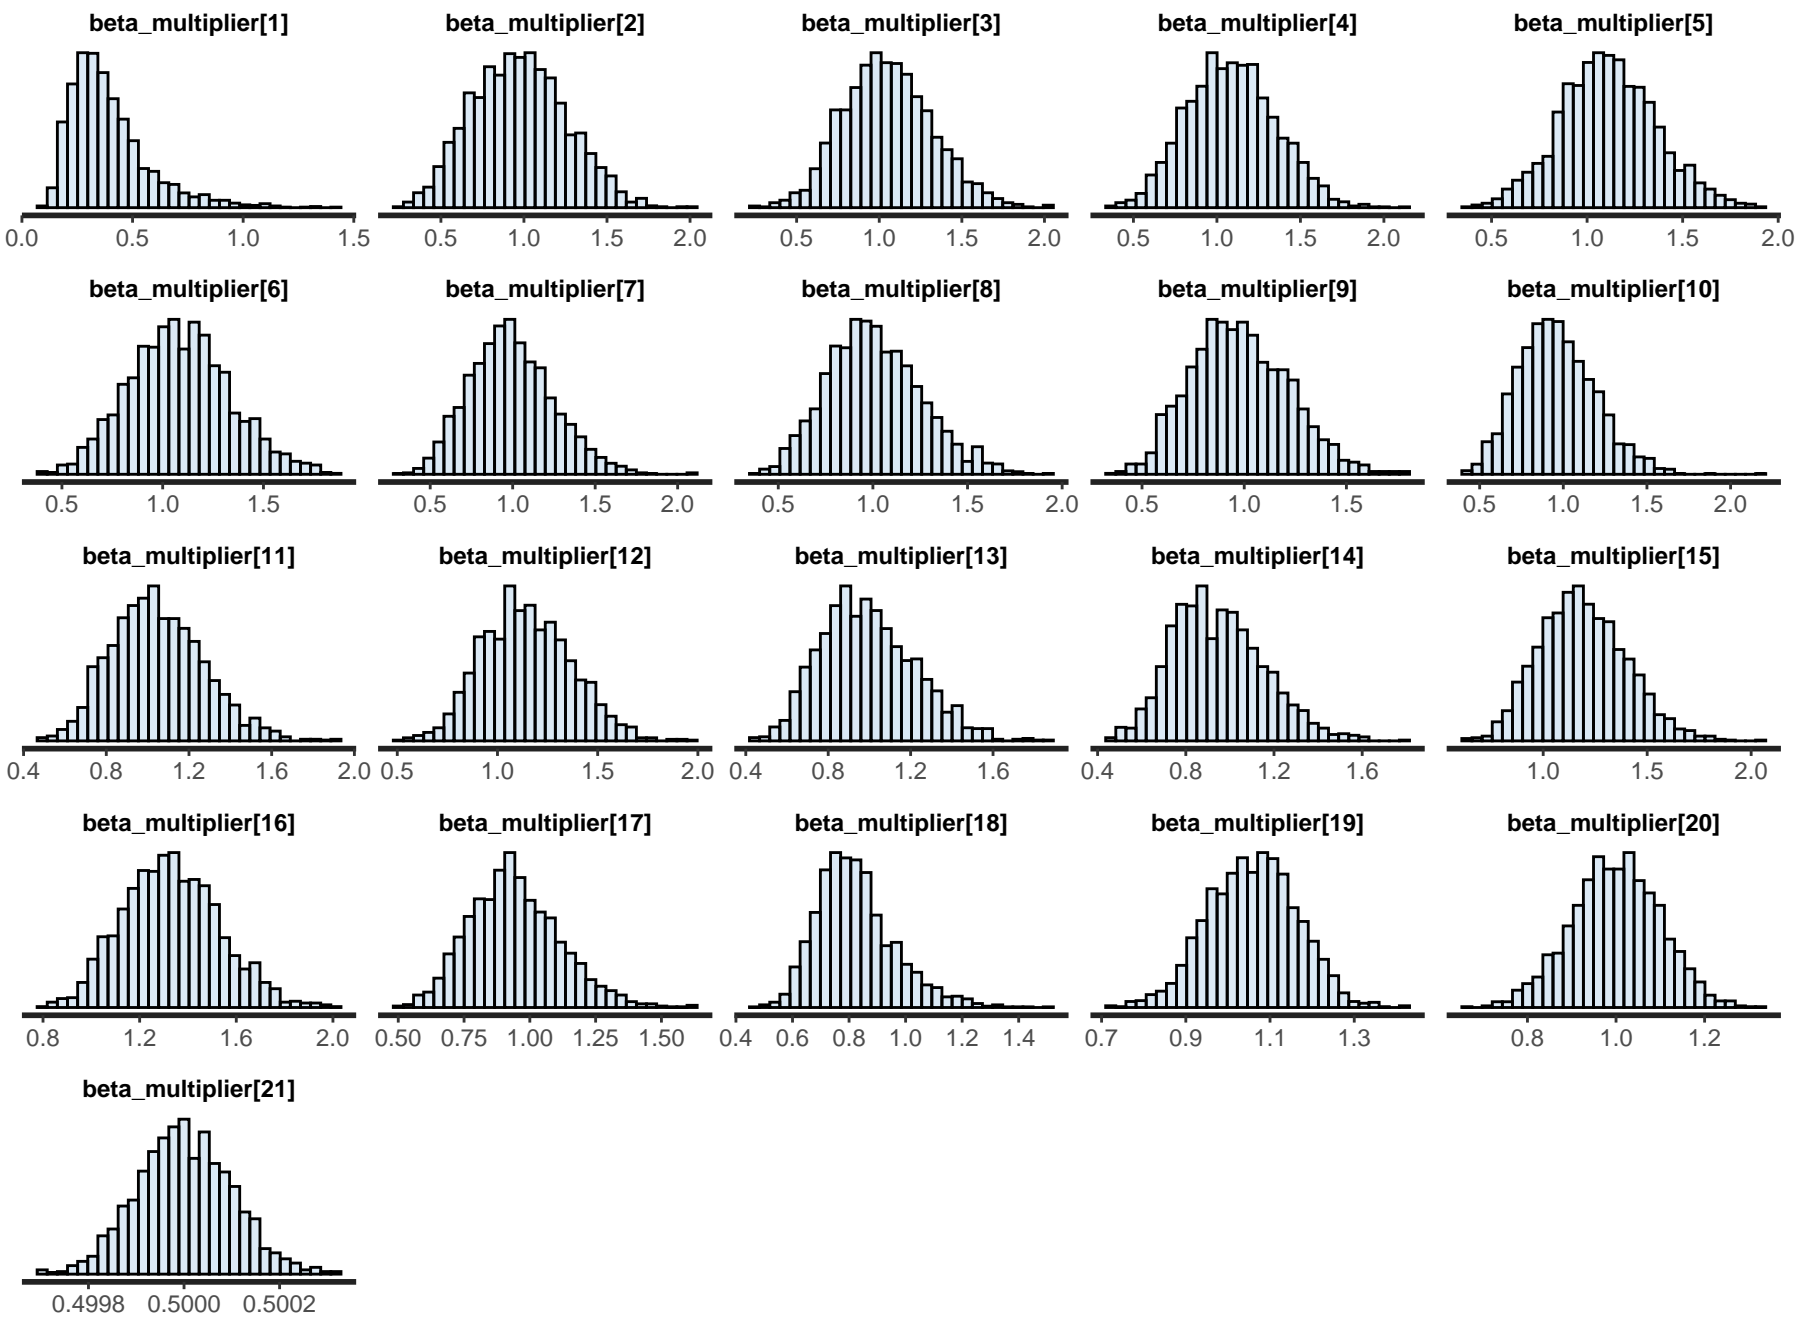 beta_multiplier[1] beta_multiplier[2] beta_multiplier[3] beta_multiplier[4] beta_multiplier[5]
0.0 0.5 1.0 1.5 0.5 1.0 1.5 2.0 0.5 1.0 1.5 2.0 0.5 1.0 1.5 2.0 0.5 1.0 1.5 2.0
beta_multiplier[6] beta_multiplier[7] beta_multiplier[8] beta_multiplier[9] beta_multiplier[10]
0.5 1.0 1.5 0.5 1.0 1.5 2.0 0.5 1.0 1.5 2.0 0.5 1.0 1.5 0.5 1.0 1.5 2.0
beta_multiplier[11] beta_multiplier[12] beta_multiplier[13] beta_multiplier[14] beta_multiplier[15]
0.4 0.8 1.2 1.6 2.0 0.5 1.0 1.5 2.0 0.4 0.8 1.2 1.6 0.4 0.8 1.2 1.6 1.0 1.5 2.0
beta_multiplier[16] beta_multiplier[17] beta_multiplier[18] beta_multiplier[19] beta_multiplier[20]
0.8 1.2 1.6 2.0 0.50 0.75 1.00 1.25 1.50 0.4 0.6 0.8 1.0 1.2 1.4 0.7 0.9 1.1 1.3 0.8 1.0 1.2
beta_multiplier[21]
0.4998 0.5000 0.5002